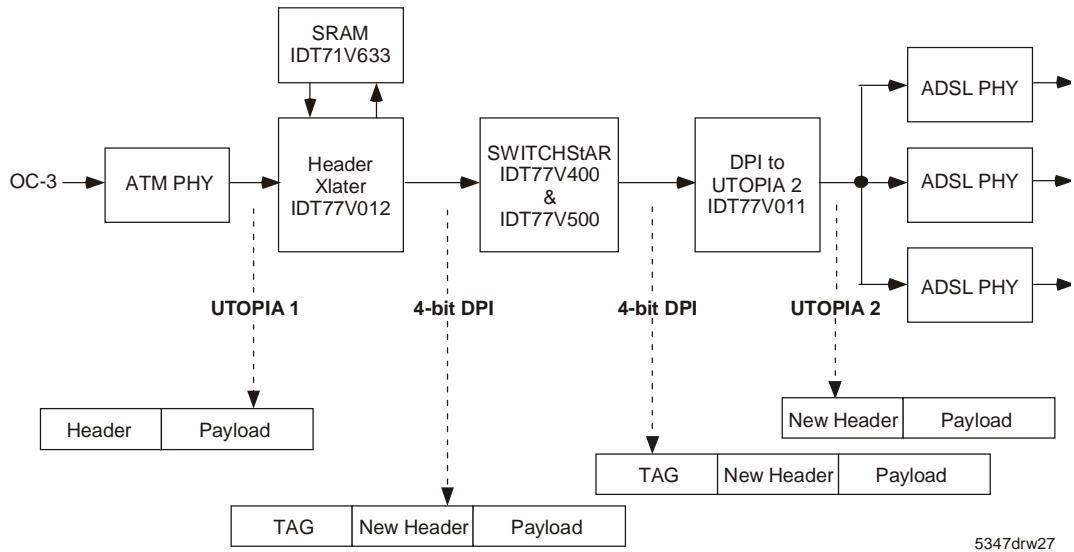 SRAM
IDT71V633
OC-3
ATM PHY
Header
Xlater
IDT77V012
SWITCHStAR
IDT77V400
&
IDT77V500
DPI to
UTOPIA 2
IDT77V011
ADSL PHY
ADSL PHY
ADSL PHY
UTOPIA 1
4-bit DPI
4-bit DPI
UTOPIA 2
Header
Payload
TAG
New Header
Payload
TAG
New Header
Payload
New Header
Payload
5347drw27